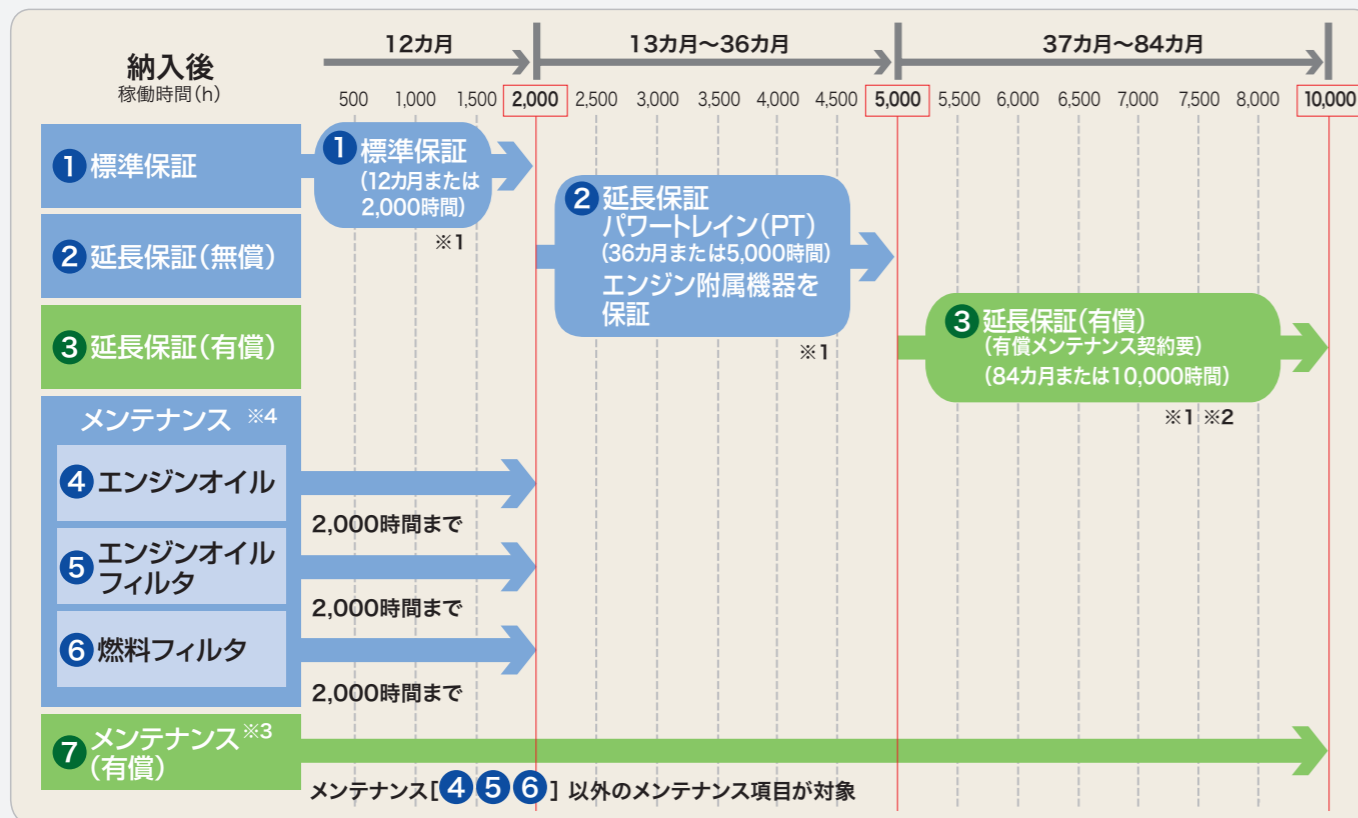 12カ月
13カ月〜36カ月
37カ月〜84カ月
納入後
稼働時間(h)
500 1,000 1,500 2,000 2,500 3,000 3,500 4,000 4,500 5,000 5,500 6,000 6,500 7,000 7,500 8,000 10,000
❶標準保証
❶標準保証
(12カ月または
2,000時間)
※1
❷延長保証(無償)
❷延長保証
パワートレイン(PT)
(36カ月または5,000時間)
エンジン附属機器を
保証
※1
❸延長保証(有償)
❸延長保証(有償)
(有償メンテナンス契約要)
(84カ月または10,000時間)
※1 ※2
メンテナンス ※4
❹エンジンオイル
2,000時間まで
❺エンジンオイル
フィルタ
2,000時間まで
❻燃料フィルタ
2,000時間まで
❼メンテナンス※3
(有償)
メンテナンス[❹❺❻]以外のメンテナンス項目が対象